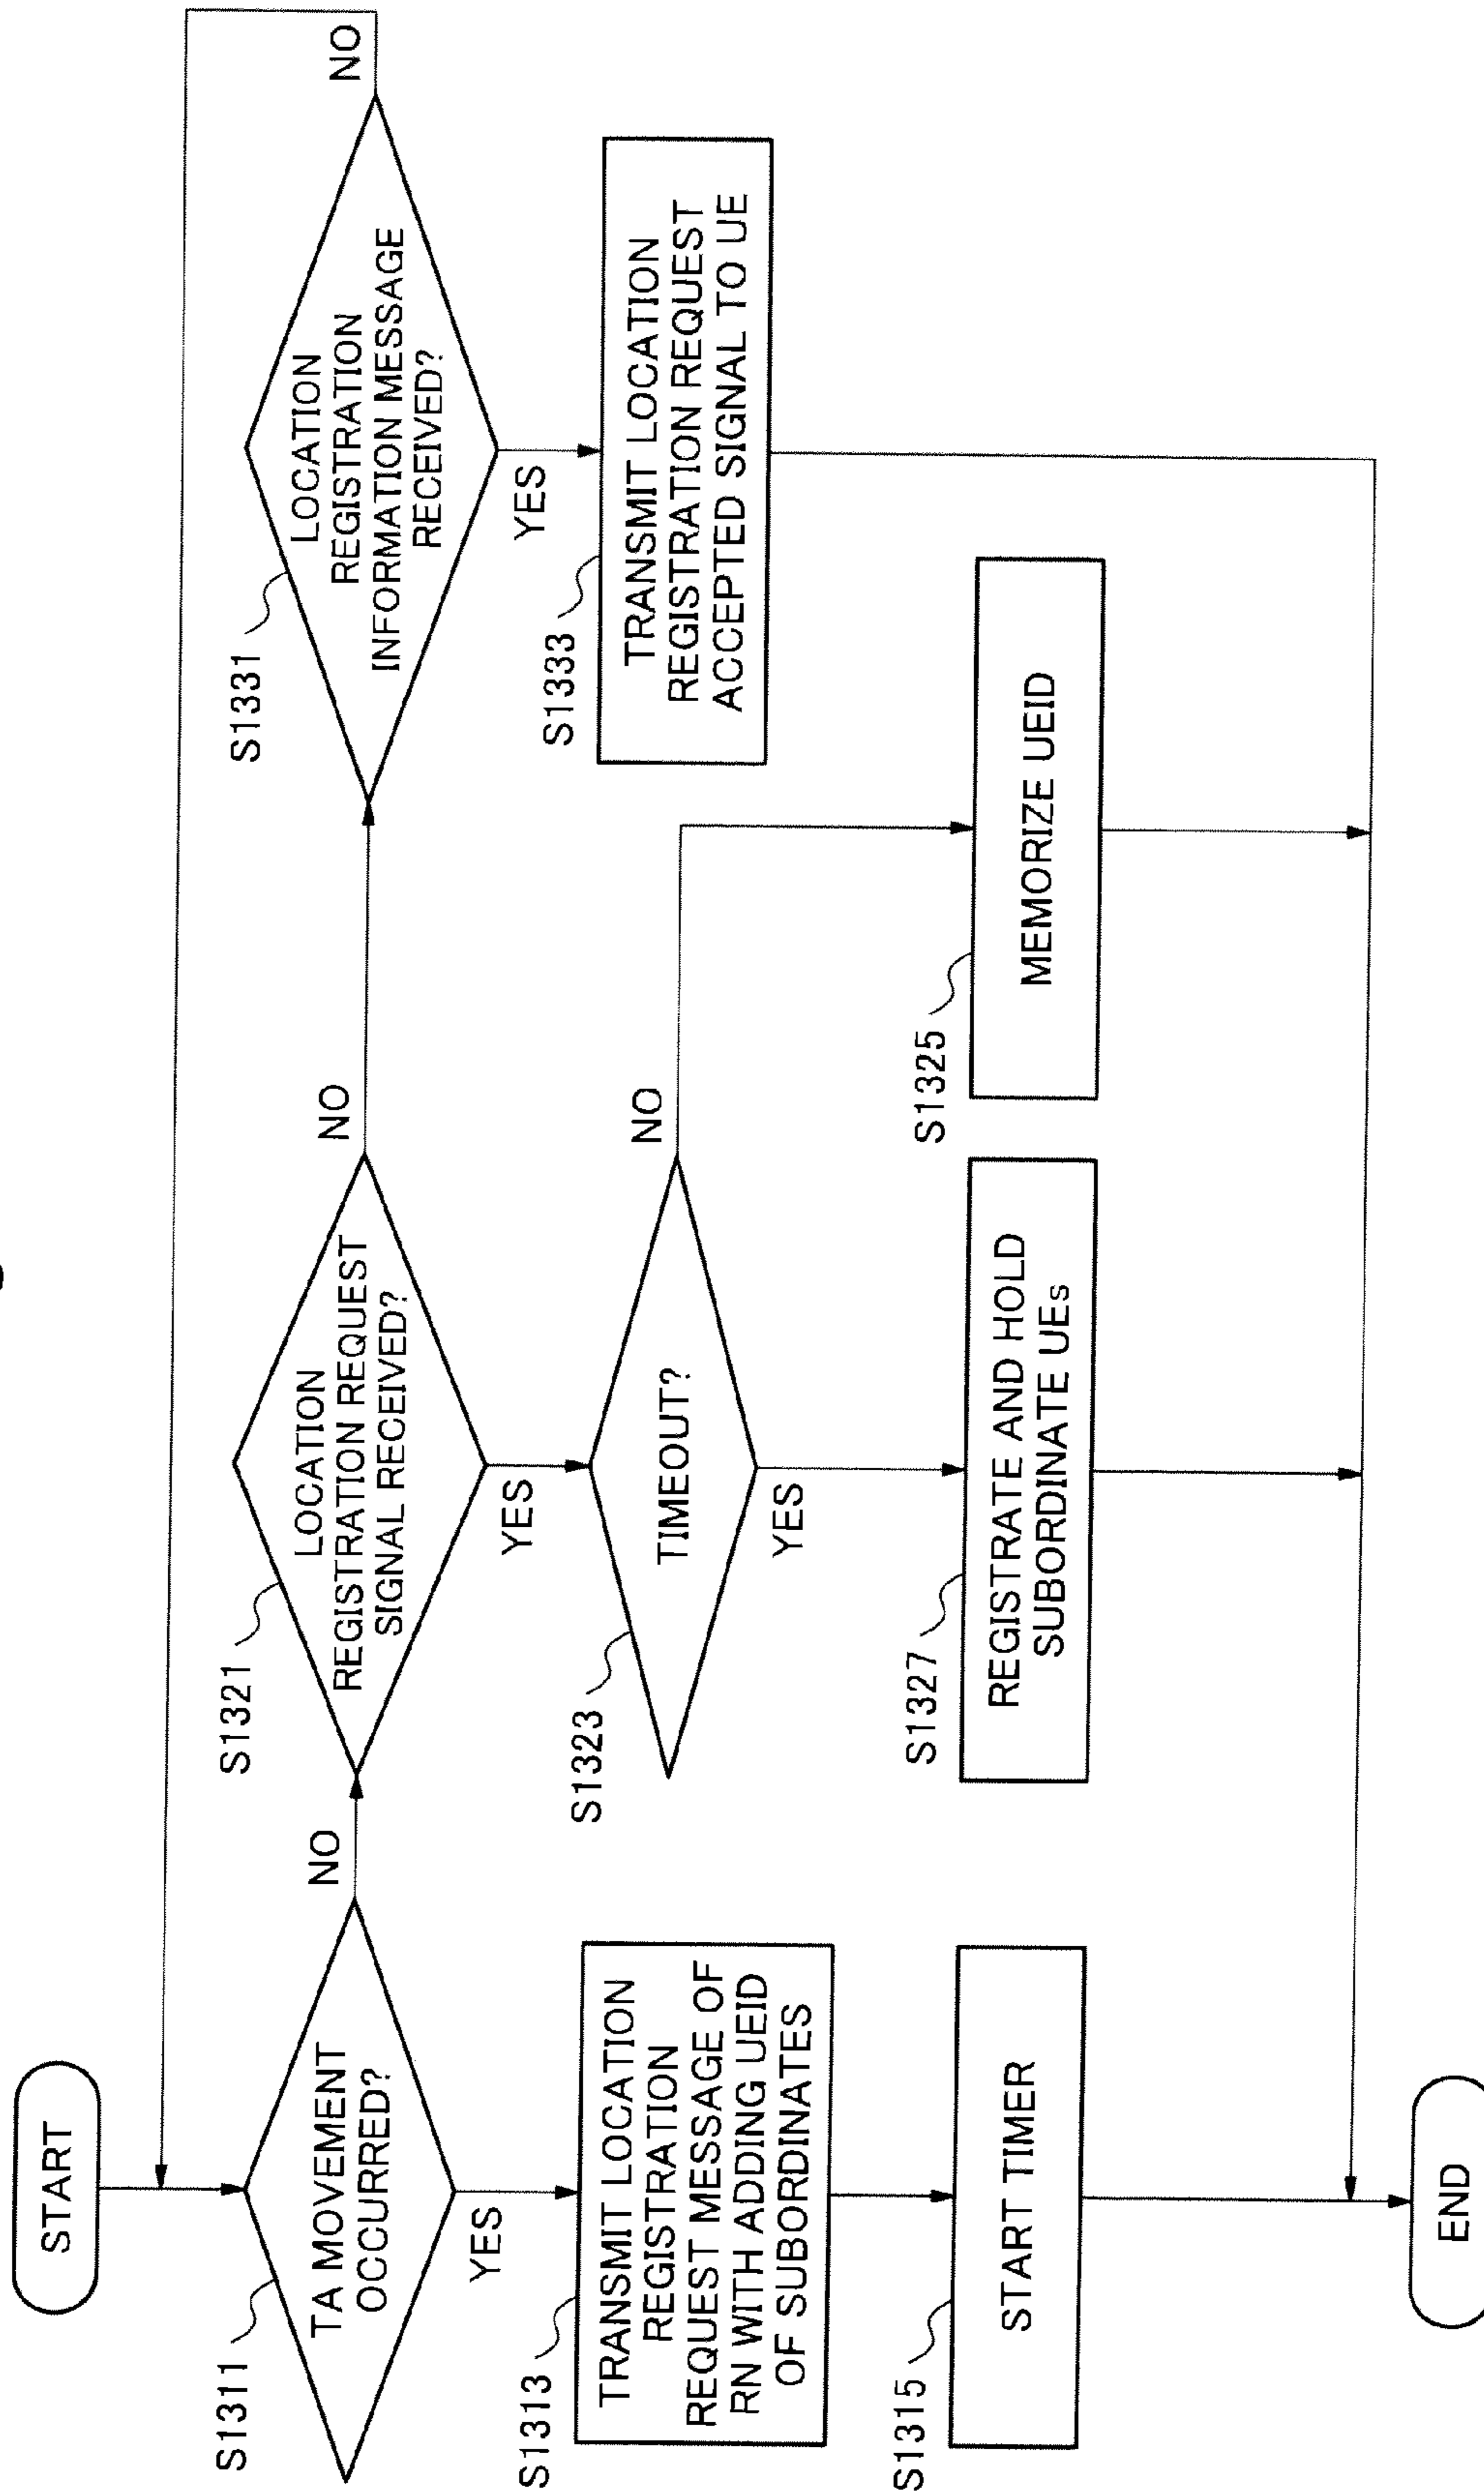 START
S1311
TA MOVEMENT
OCCURRED?
NO
YES
S1313
TRANSMIT LOCATION
REGISTRATION
REQUEST MESSAGE OF
RN WITH ADDING UEID
OF SUBORDINATES
S1315
START TIMER
END
S1321
LOCATION
REGISTRATION REQUEST
SIGNAL RECEIVED?
NO
YES
S1323
TIMEOUT?
NO
YES
S1327
REGISTRATE AND HOLD
SUBORDINATE UEs
S1325
MEMORIZE UEID
S1331
LOCATION
REGISTRATION
INFORMATION MESSAGE
RECEIVED?
NO
YES
S1333
TRANSMIT LOCATION
REGISTRATION REQUEST
ACCEPTED SIGNAL TO UE